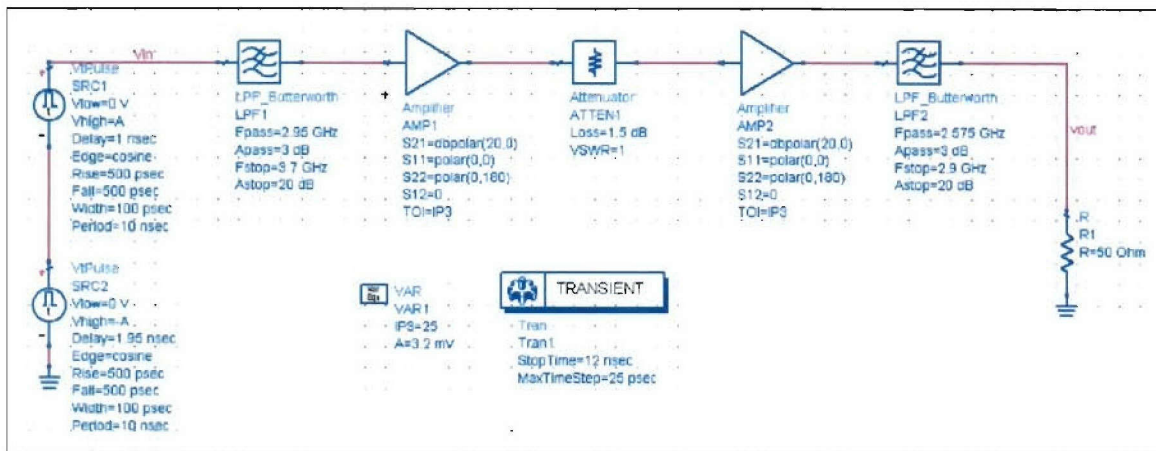 Vin
VtPulse
SRC1
Vlow=0 V
Vhigh=A
Delay=1 nsec
Edge=cosine
Rise=500 psec
Fall=500 psec
Width=100 psec
Period=10 nsec
VtPulse
SRC2
Vlow=0 V
Vhigh=-A
Delay=1.95 nsec
Edge=cosine
Rise=500 psec
Fall=500 psec
Width=100 psec
Period=10 nsec
LPF_Butterworth
LPF1
Fpass=2.95 GHz
Apass=3 dB
Fstop=3.7 GHz
Astop=20 dB
Amplifier
AMP1
S21=dbpolar(20,0)
S11=polar(0,0)
S22=polar(0,180)
S12=0
TOI=IP3
Attenuator
ATTEN1
Loss=1.5 dB
VSWR=1
Amplifier
AMP2
S21=dbpolar(20,0)
S11=polar(0,0)
S22=polar(0,180)
S12=0
TOI=IP3
LPF_Butterworth
LPF2
Fpass=2.575 GHz
Apass=3 dB
Fstop=2.9 GHz
Astop=20 dB
vout
R
R1
R=50 Ohm
Var
Eqn
VAR
VAR1
IP3=25
A=3.2 mV
TRANSIENT
Tran
Tran1
StopTime=12 nsec
MaxTimeStep=25 psec